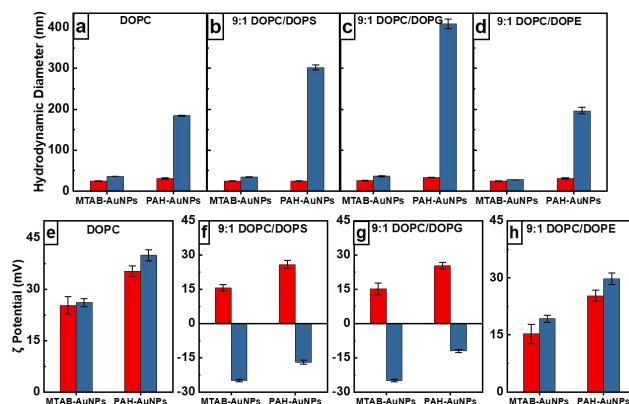 DOPC
9:1 DOPC/DOPS
9:1 DOPC/DOPG
9:1 DOPC/DOPE
a
b
c
d
Hydrodynamic Diameter (nm)
400
300
200
100
0
MTAB-AuNPs PAH-AuNPs
MTAB-AuNPs PAH-AuNPs
MTAB-AuNPs PAH-AuNPs
MTAB-AuNPs PAH-AuNPs
e
DOPC
f
9:1 DOPC/DOPS
g
9:1 DOPC/DOPG
h
9:1 DOPC/DOPE
ζ Potential (mV)
45
30
15
0
MTAB-AuNPs PAH-AuNPs
45
30
15
0
-15
-30
MTAB-AuNPs PAH-AuNPs
45
30
15
0
-15
-30
MTAB-AuNPs PAH-AuNPs
45
30
15
0
MTAB-AuNPs PAH-AuNPs